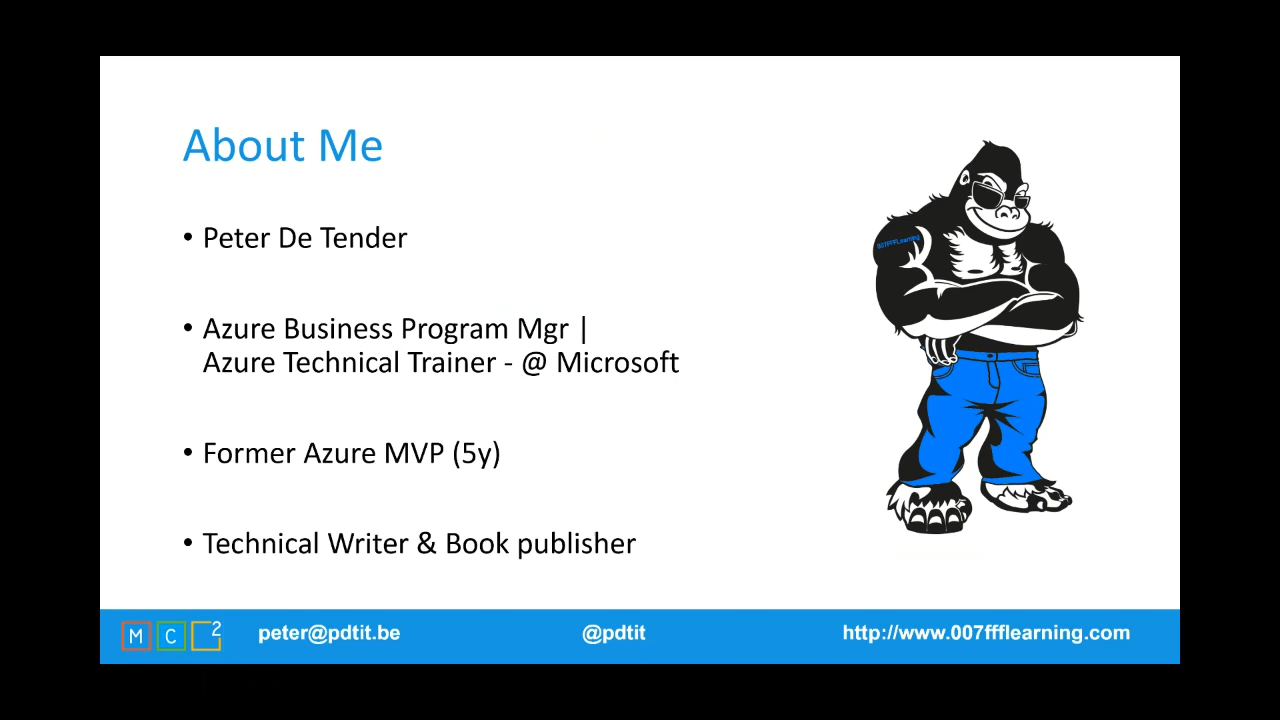 About Me
• Peter De Tender
• Azure Business Program Mgr |
Azure Technical Trainer - @ Microsoft
• Former Azure MVP (5y)
• Technical Writer & Book publisher
007FFFLearning
M C 2
peter@pdtit.be
@pdtit
http://www.007ffflearning.com